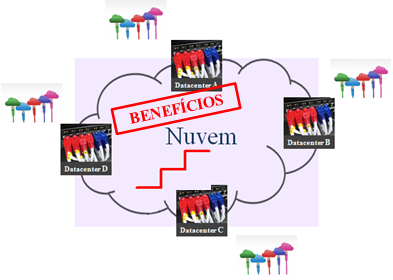 Datacenter A
BENEFÍCIOS
Nuvem
Datacenter B
Datacenter D
Datacenter C